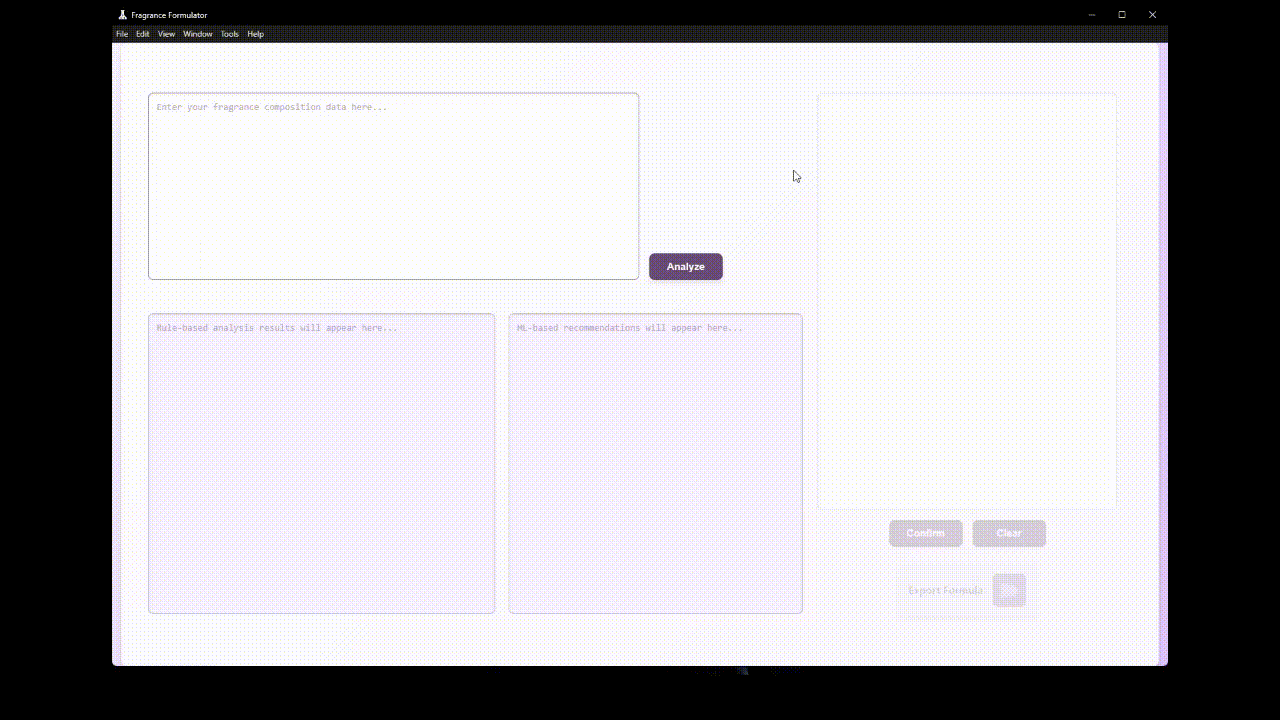 Fragrance Formulator
File Edit View Window Tools Help
Enter your fragrance composition data here...
Analyze
Rule-based analysis results will appear here...
ML-based recommendations will appear here...
Confirm
Clear
Export Formula